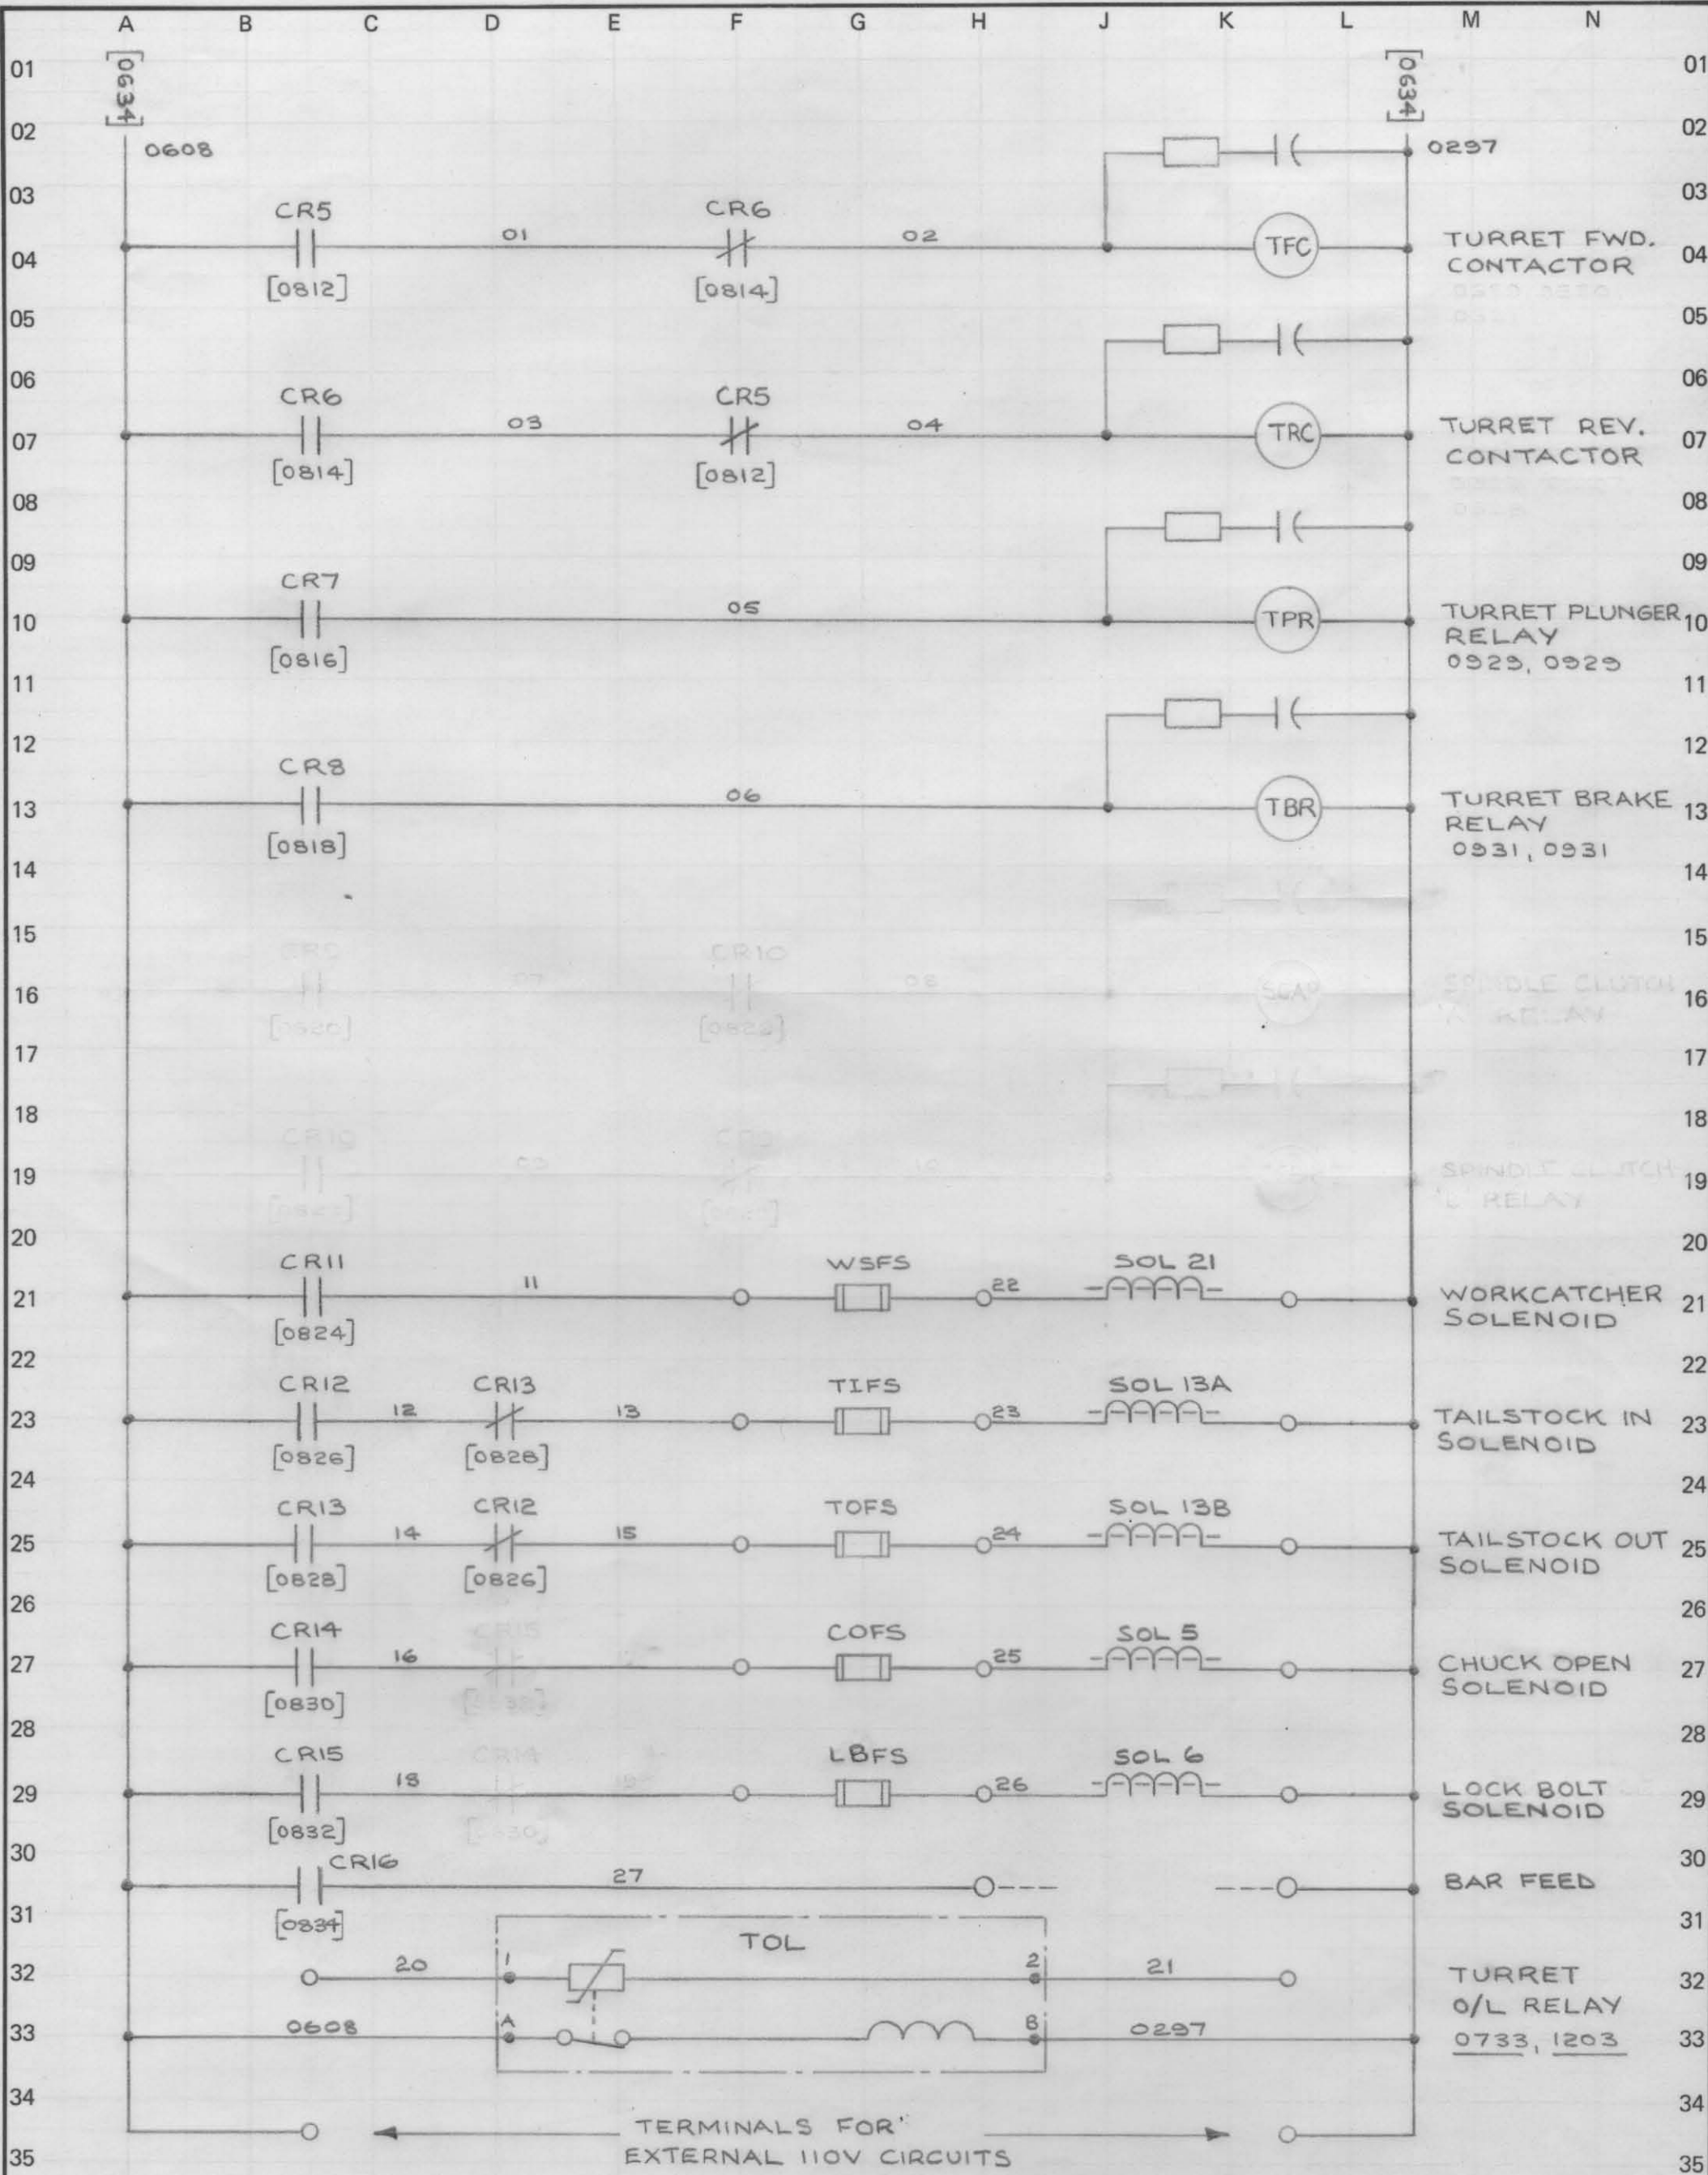 A B C D E F G H J K L M N
01 [0634] [0634] 01
02 0608 0297 02
03 CR5 CR6 03
04 01 02 TFC TURRET FWD. 04
CONTACTOR
[0812] [0814]
05 05
06 CR6 CR5 06
07 03 04 TRC TURRET REV. 07
CONTACTOR
[0814] [0812]
08 08
09 CR7 09
10 05 TPR TURRET PLUNGER 10
RELAY
[0816] 0929, 0929
11 11
12 CR8 12
13 06 TBR TURRET BRAKE 13
RELAY
[0818] 0931, 0931
14 14
15 CR10 15
16 08 SPINDLE CLUTCH 16
RELAY
17 17
18 18
19 SPINDLE CLUTCH 19
'L' RELAY
20 20
CR11 WSFS SOL 21
21 11 22 WORKCATCHER 21
SOLENOID
[0824]
22 22
CR12 CR13 TIFS SOL 13A
23 12 13 23 TAILSTOCK IN 23
SOLENOID
[0826] [0828]
24 24
CR13 CR12 TOFS SOL 13B
25 14 15 24 TAILSTOCK OUT 25
SOLENOID
[0828] [0826]
26 26
CR14 COFS SOL 5
27 16 25 CHUCK OPEN 27
SOLENOID
[0830]
28 28
CR15 LBFS SOL 6
29 18 26 LOCK BOLT 29
SOLENOID
[0832]
30 CR16 30
27 BAR FEED
31 [0834] 31
TOL
32 20 1 2 21 TURRET 32
O/L RELAY
33 0608 A B 0297 0733, 1203 33
34 34
TERMINALS FOR
35 EXTERNAL 110V CIRCUITS 35